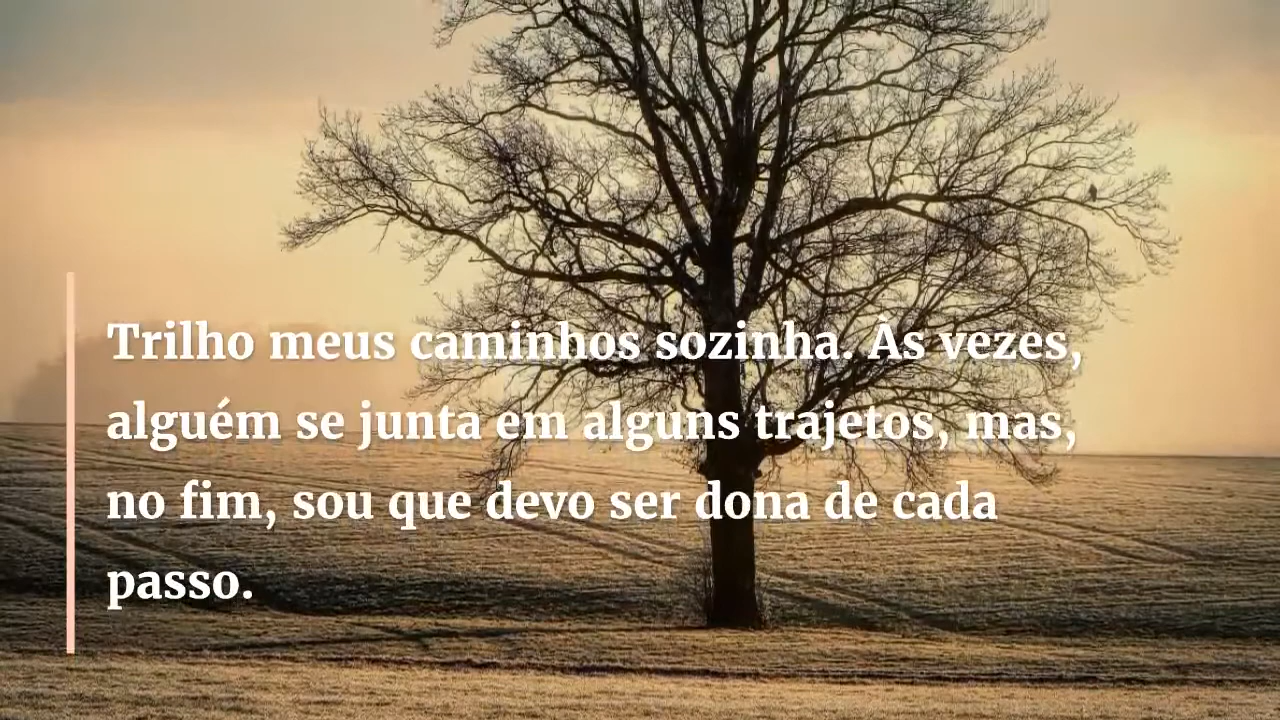 Trilho meus caminhos sozinha. Às vezes,
alguém se junta em alguns trajetos, mas,
no fim, sou que devo ser dona de cada
passo.